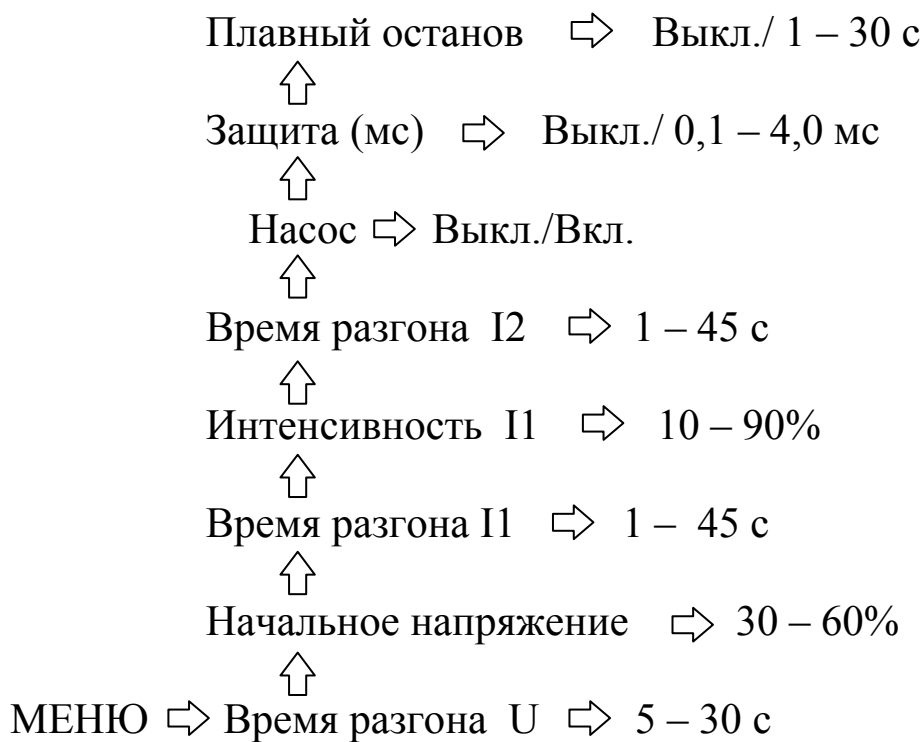 Плавный останов ⇨ Выкл./ 1 – 30 с
Защита (мс) ⇨ Выкл./ 0,1 – 4,0 мс
Насос ⇨ Выкл./Вкл.
Время разгона I2 ⇨ 1 – 45 с
Интенсивность I1 ⇨ 10 – 90%
Время разгона I1 ⇨ 1 – 45 с
Начальное напряжение ⇨ 30 – 60%
МЕНЮ ⇨ Время разгона U ⇨ 5 – 30 с